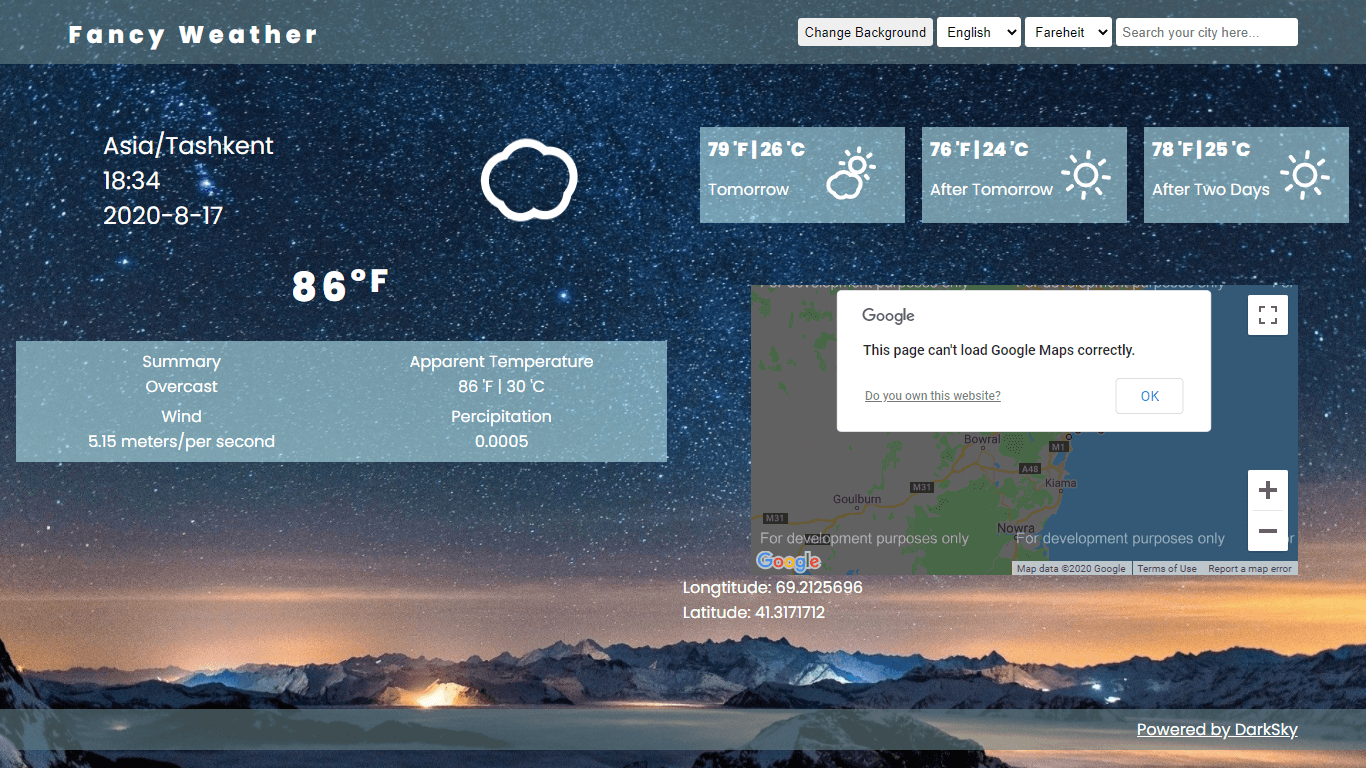 Fancy Weather
Change Background
English
Fareheit
Search your city here...
Asia/Tashkent
18:34
2020-8-17
86°F
Summary
Overcast
Wind
5.15 meters/per second
Apparent Temperature
86 'F | 30 'C
Percipitation
0.0005
79 'F | 26 'C
Tomorrow
76 'F | 24 'C
After Tomorrow
78 'F | 25 'C
After Two Days
For development purposes only
For development purposes only
Google
This page can't load Google Maps correctly.
Do you own this website?
OK
Bowral
M1
A48
Kiama
M31
Goulburn
M31
Nowra
For development purposes only
For development purposes only
Google
Map data ©2020 Google
Terms of Use
Report a map error
Longtitude: 69.2125696
Latitude: 41.3171712
Powered by DarkSky